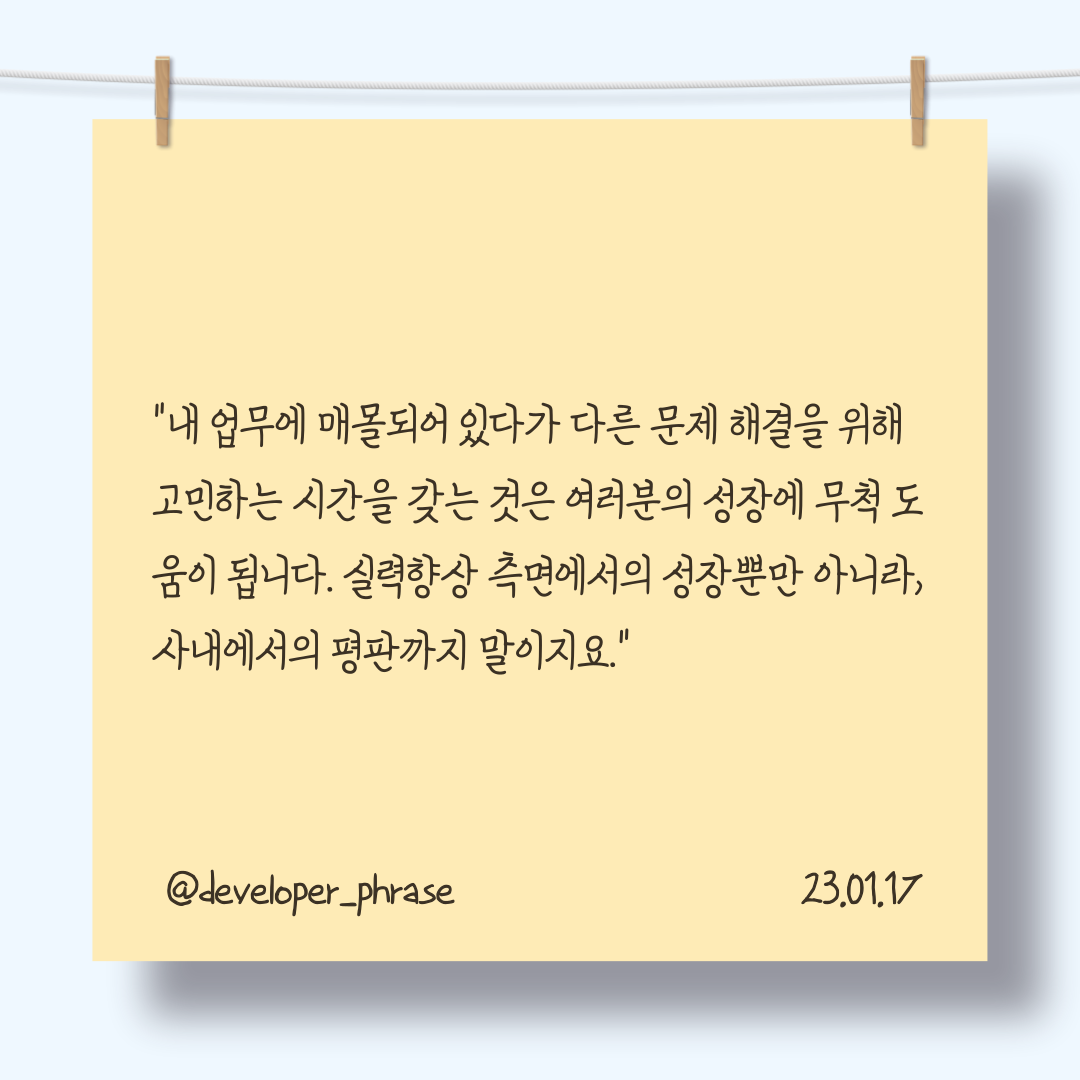 "내 업무에 매몰되어 있다가 다른 문제 해결을 위해
고민하는 시간을 갖는 것은 여러분의 성장에 무척 도
움이 됩니다. 실력향상 측면에서의 성장뿐만 아니라,
사내에서의 평판까지 말이지요."
@developer_phrase 23.01.17